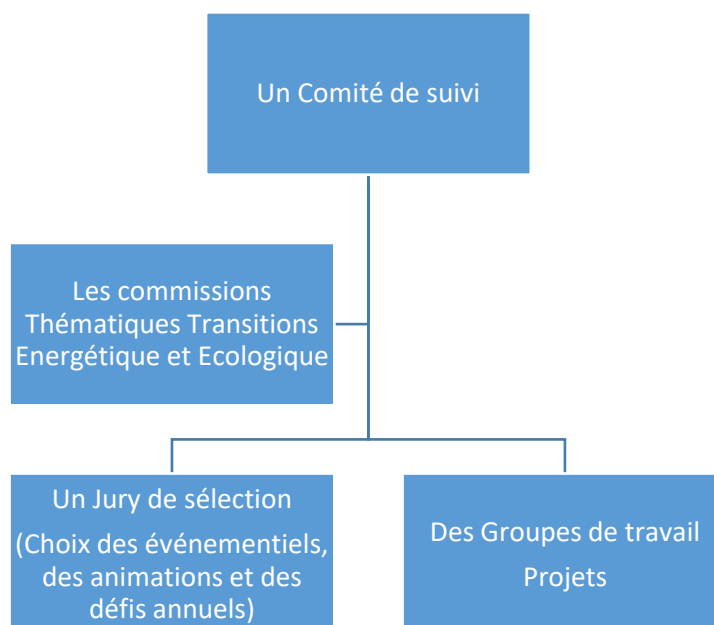 Un Comité de suivi
Les commissions
Thématiques Transitions
Energétique et Ecologique
Un Jury de sélection
(Choix des événementiels,
des animations et des
défis annuels)
Des Groupes de travail
Projets